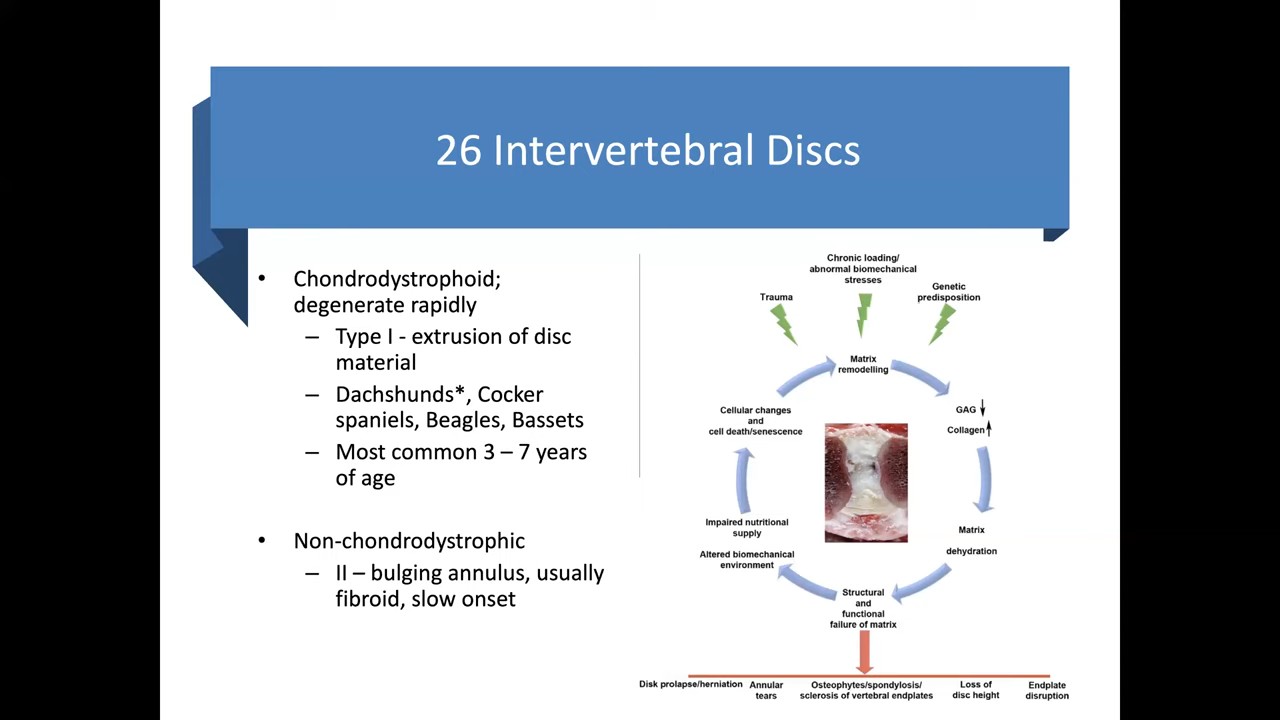 26 Intervertebral Discs
• Chondrodystrophoid;
degenerate rapidly
– Type I - extrusion of disc
material
– Dachshunds*, Cocker
spaniels, Beagles, Bassets
– Most common 3 – 7 years
of age
• Non-chondrodystrophic
– II – bulging annulus, usually
fibroid, slow onset
Chronic loading/
abnormal biomechanical
stresses
Trauma
Genetic
predisposition
Matrix
remodelling
GAG ↓
Collagen ↑
Matrix
dehydration
Structural
and
functional
failure of matrix
Impaired nutritional
supply
Altered biomechanical
environment
Cellular changes
and
cell death/senescence
Disk prolapse/herniation
Annular
tears
Osteophytes/spondylosis/
sclerosis of vertebral endplates
Loss of
disc height
Endplate
disruption